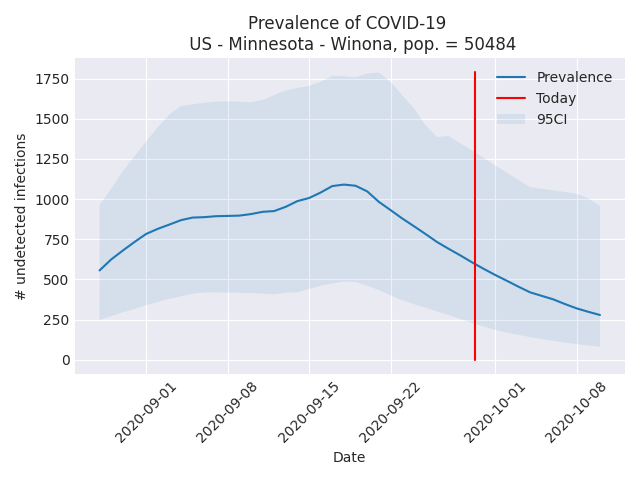 Prevalence of COVID-19
US - Minnesota - Winona, pop. = 50484
Prevalence
Today
95CI
# undetected infections
1750
1500
1250
1000
750
500
250
0
2020-09-01
2020-09-08
2020-09-15
2020-09-22
2020-10-01
2020-10-08
Date